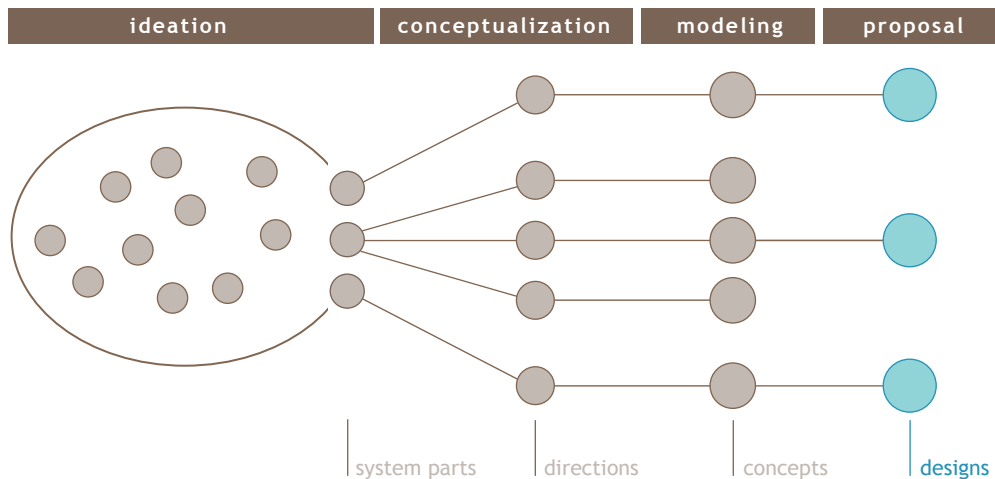 ideation
conceptualization
modeling
proposal
system parts
directions
concepts
designs